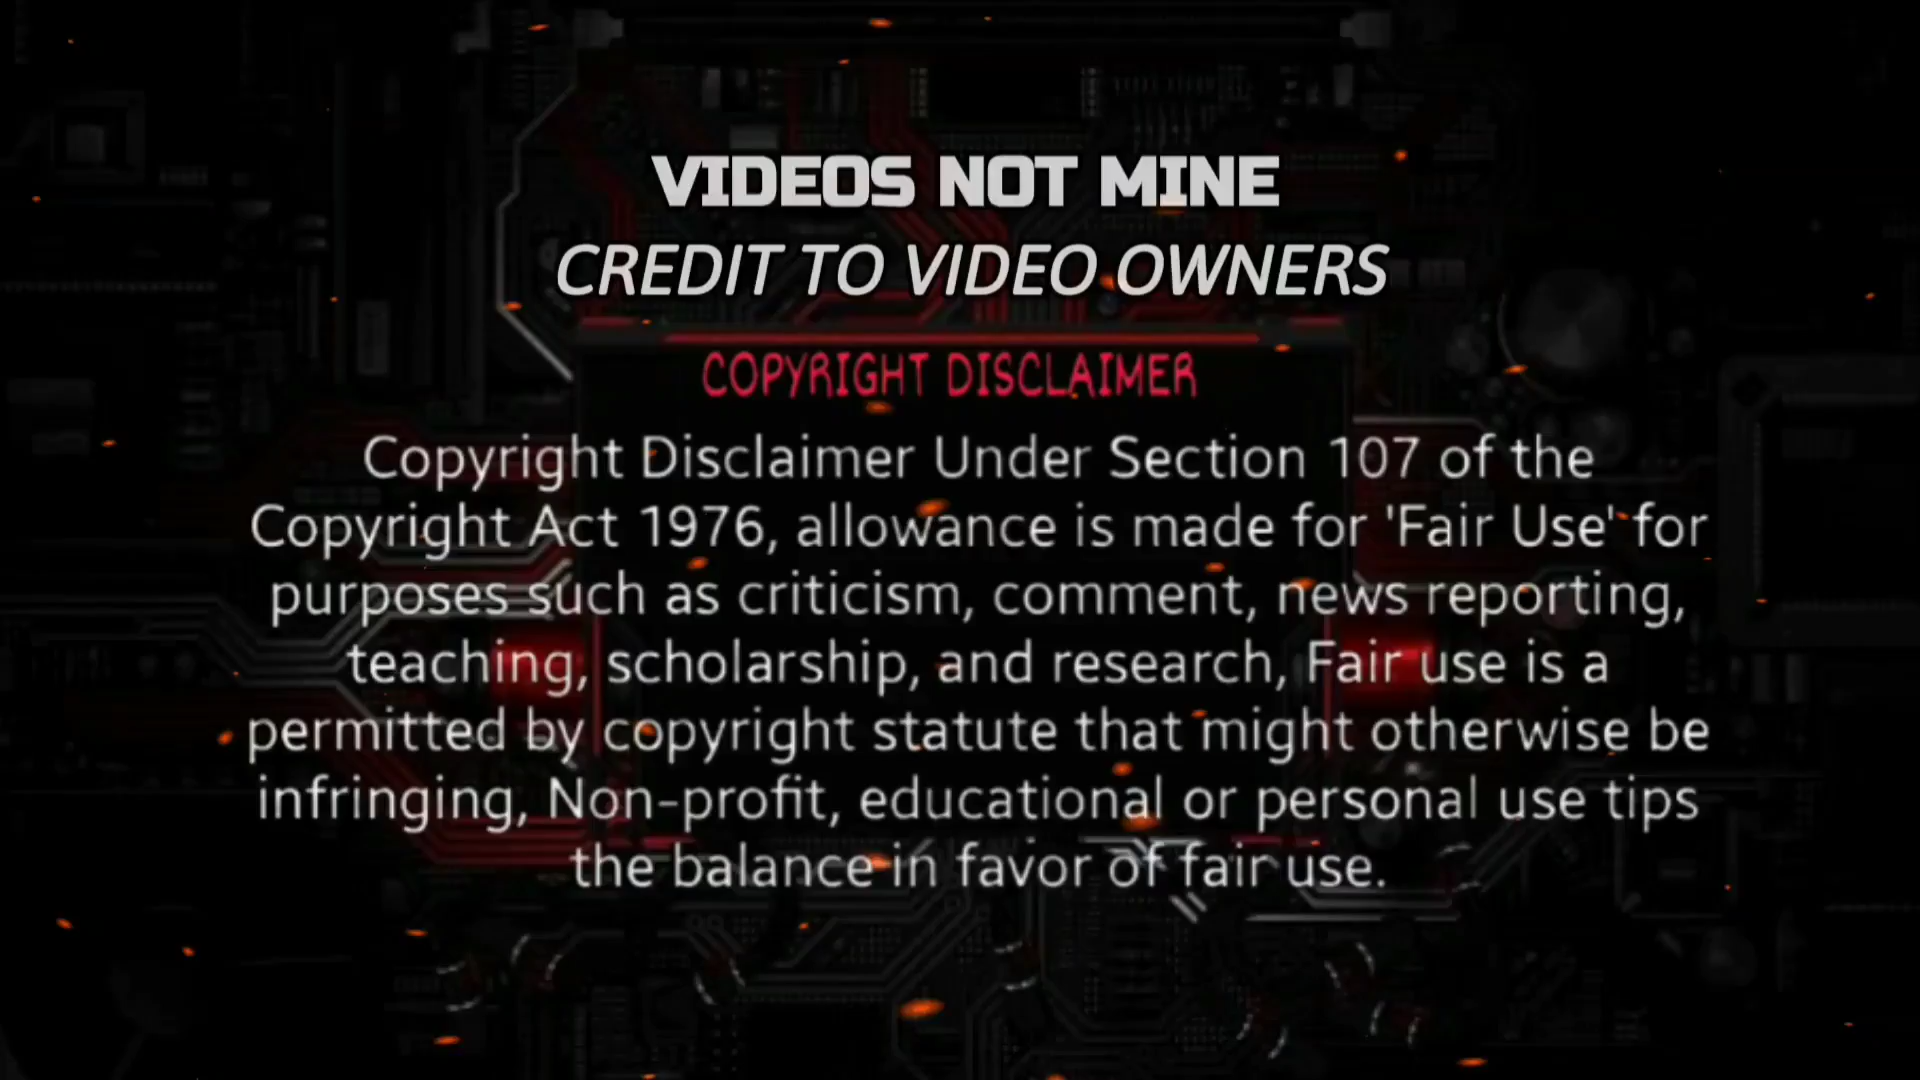 VIDEOS NOT MINE
CREDIT TO VIDEO OWNERS
COPYRIGHT DISCLAIMER
Copyright Disclaimer Under Section 107 of the
Copyright Act 1976, allowance is made for 'Fair Use' for
purposes such as criticism, comment, news reporting,
teaching, scholarship, and research, Fair use is a
permitted by copyright statute that might otherwise be
infringing, Non-profit, educational or personal use tips
the balance in favor of fair use.